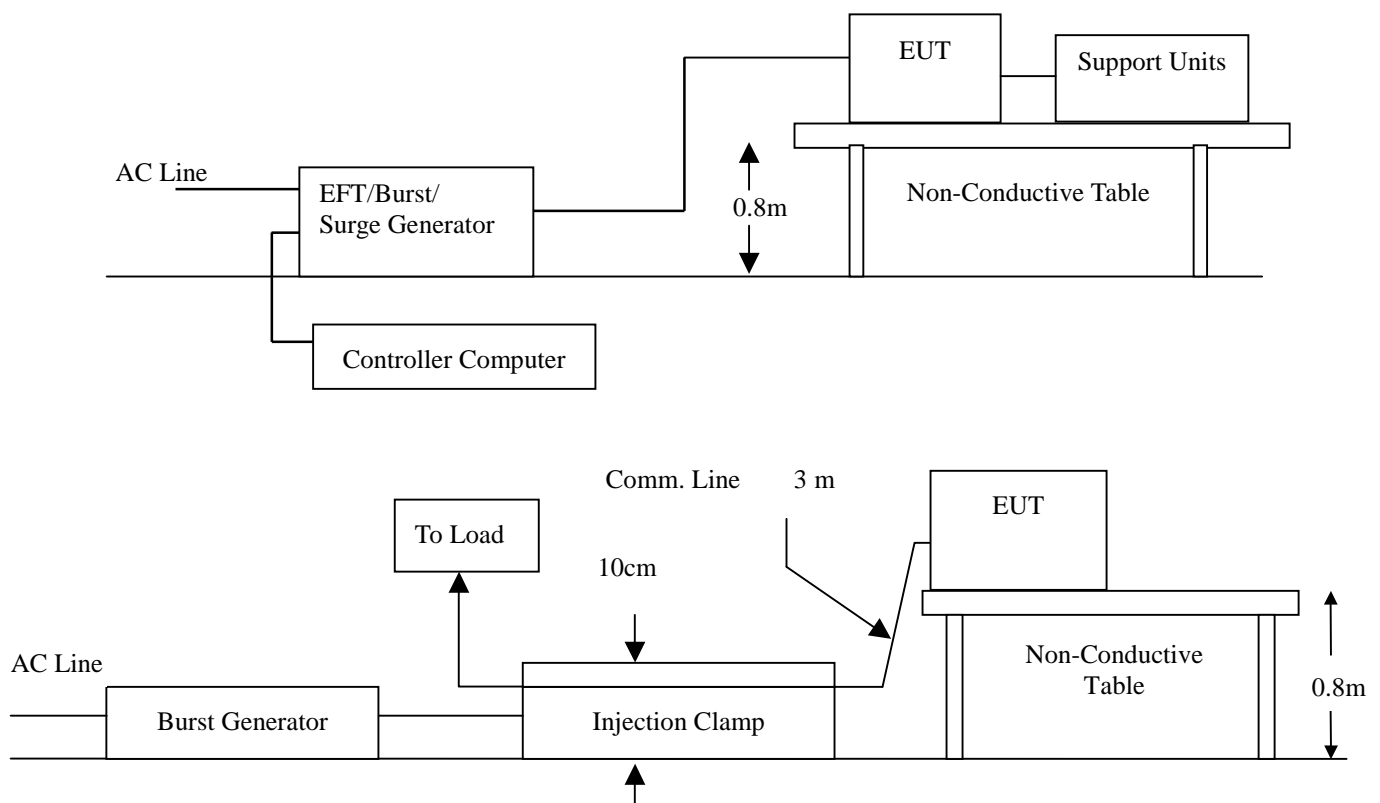 EUT
Support Units
AC Line
EFT/Burst/
Surge Generator
0.8m
Non-Conductive Table
Controller Computer
Comm. Line 3 m
EUT
To Load
10cm
AC Line
Non-Conductive
Table
0.8m
Burst Generator
Injection Clamp